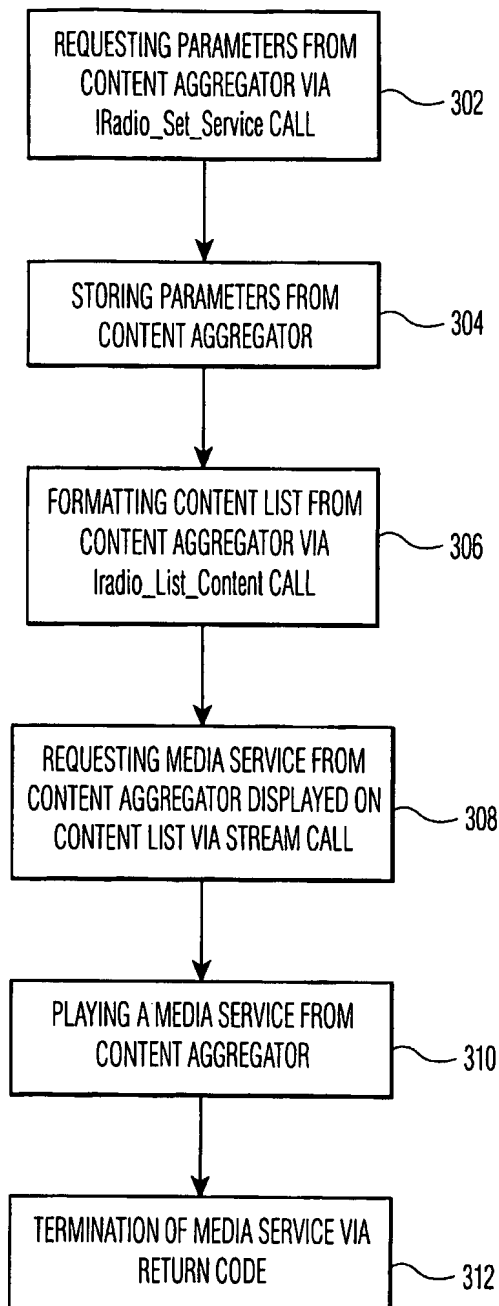 REQUESTING PARAMETERS FROM
CONTENT AGGREGATOR VIA
IRadio_Set_Service CALL
302
STORING PARAMETERS FROM
CONTENT AGGREGATOR
304
FORMATTING CONTENT LIST FROM
CONTENT AGGREGATOR VIA
Iradio_List_Content CALL
306
REQUESTING MEDIA SERVICE FROM
CONTENT AGGREGATOR DISPLAYED ON
CONTENT LIST VIA STREAM CALL
308
PLAYING A MEDIA SERVICE FROM
CONTENT AGGREGATOR
310
TERMINATION OF MEDIA SERVICE VIA
RETURN CODE
312